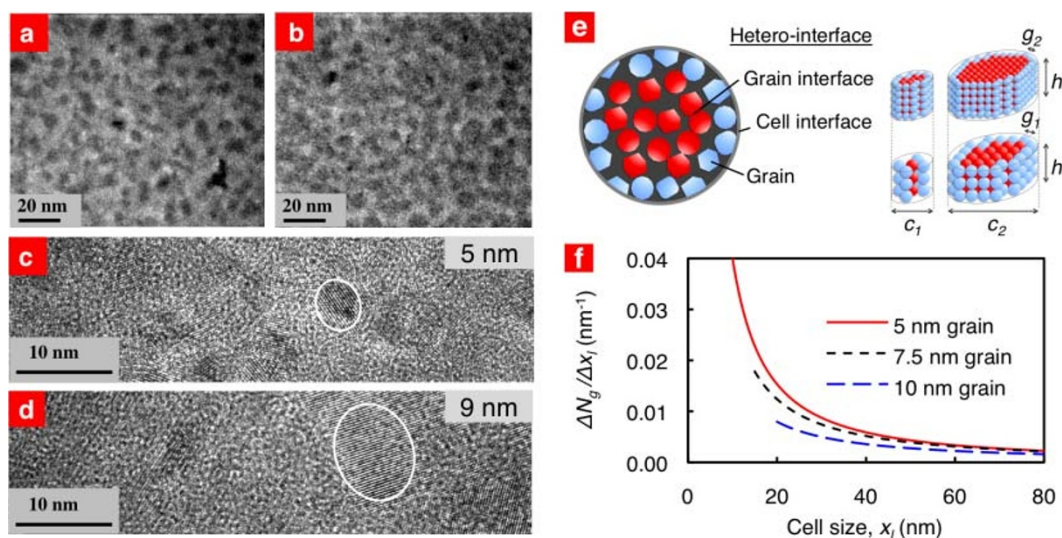 a
20 nm
b
20 nm
c
5 nm
10 nm
d
9 nm
10 nm
e
Hetero-interface
Grain interface
Cell interface
Grain
g2
h
g1
h
c1
c2
f
ΔNg/Δxl (nm-1)
0.04
0.03
0.02
0.01
0.00
5 nm grain
7.5 nm grain
10 nm grain
0
20
40
60
80
Cell size, xl (nm)